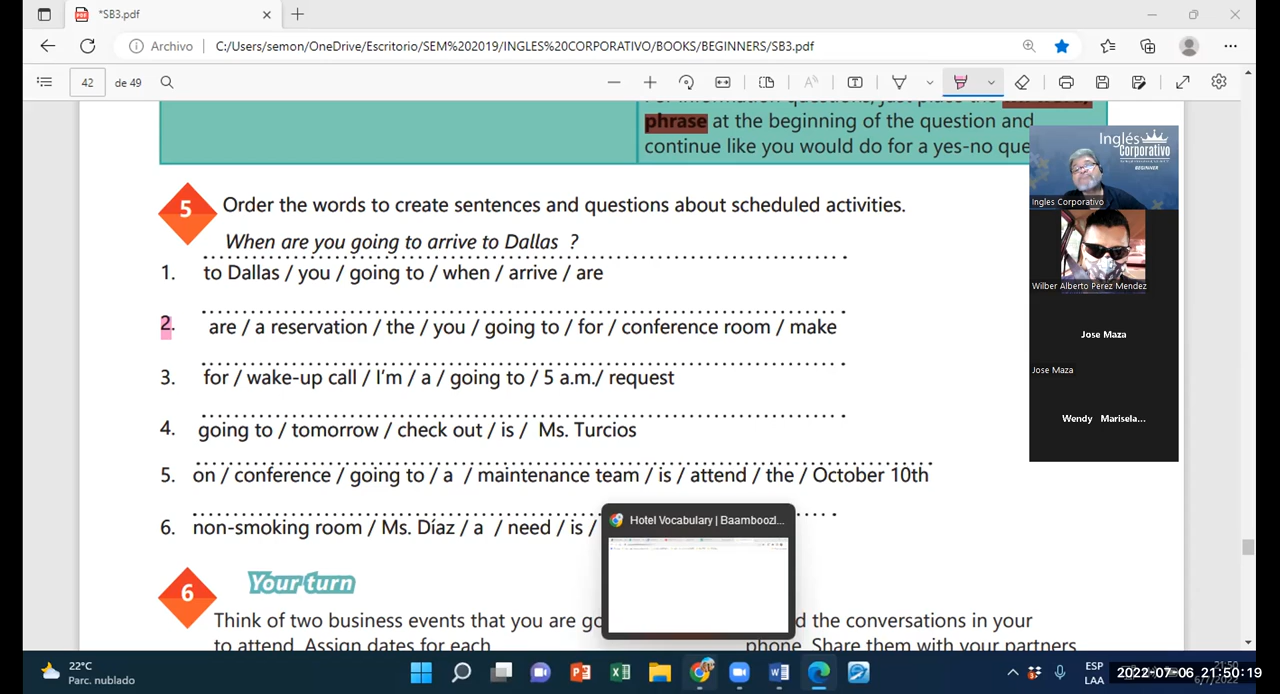 *SB3.pdf
Archivo
C:/Users/semon/OneDrive/Escritorio/SEM%202019/INGLES%20CORPORATIVO/BOOKS/BEGINNERS/SB3.pdf
42 de 49
phrase at the beginning of the question and
continue like you would do for a yes-no que
5 Order the words to create sentences and questions about scheduled activities.
When are you going to arrive to Dallas ?
1. to Dallas / you / going to / when / arrive / are
2. are / a reservation / the / you / going to / for / conference room / make
3. for / wake-up call / I'm / a / going to / 5 a.m./ request
4. going to / tomorrow / check out / is / Ms. Turcios
5. on / conference / going to / a / maintenance team / is / attend / the / October 10th
6. non-smoking room / Ms. Díaz / a / need / is /
Hotel Vocabulary | Baamboozl...
6 Your turn
Think of two business events that you are go
d the conversations in your
to attend. Assign dates for each
phone. Share them with your partners
Inglés
Corporativo
BEGINNER
Ingles Corporativo
Wilber Alberto Perez Mendez
Jose Maza
Jose Maza
Wendy Marisela...
22°C
Parc. nublado
ESP
LAA
2022-07-06 21:50:19